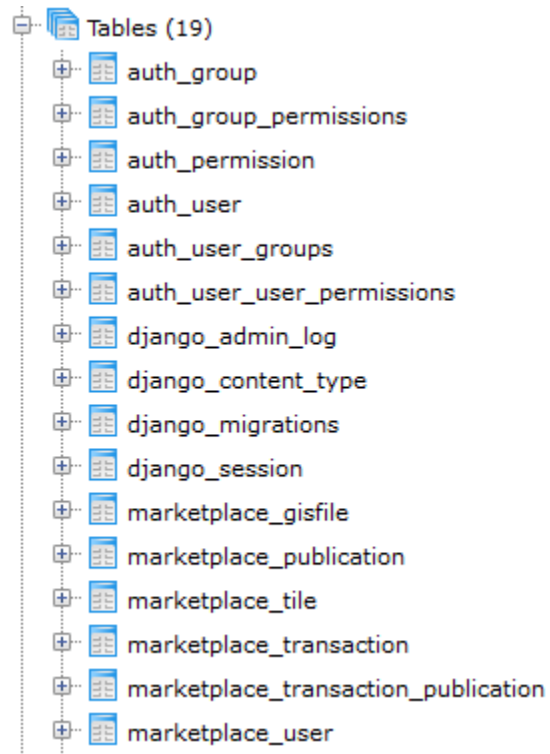 Tables (19)
auth_group
auth_group_permissions
auth_permission
auth_user
auth_user_groups
auth_user_user_permissions
django_admin_log
django_content_type
django_migrations
django_session
marketplace_gisfile
marketplace_publication
marketplace_tile
marketplace_transaction
marketplace_transaction_publication
marketplace_user